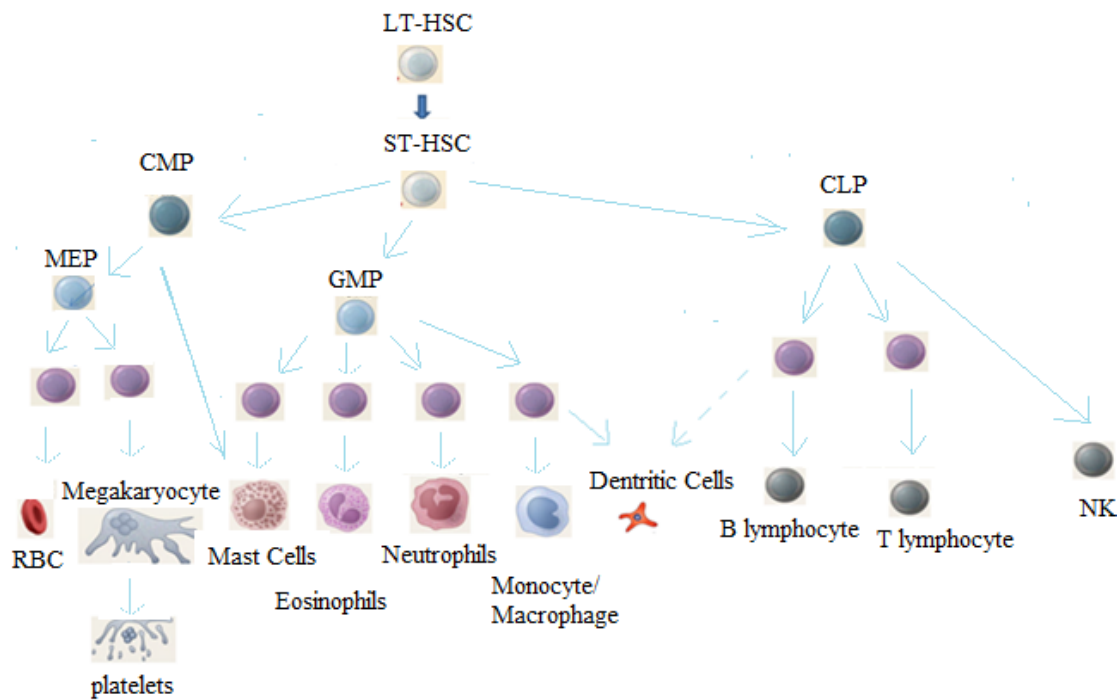 LT-HSC
ST-HSC
CMP
CLP
MEP
GMP
Megakaryocyte
Dentritic Cells
NK
B lymphocyte
T lymphocyte
RBC
Mast Cells
Neutrophils
Monocyte/
Macrophage
Eosinophils
platelets